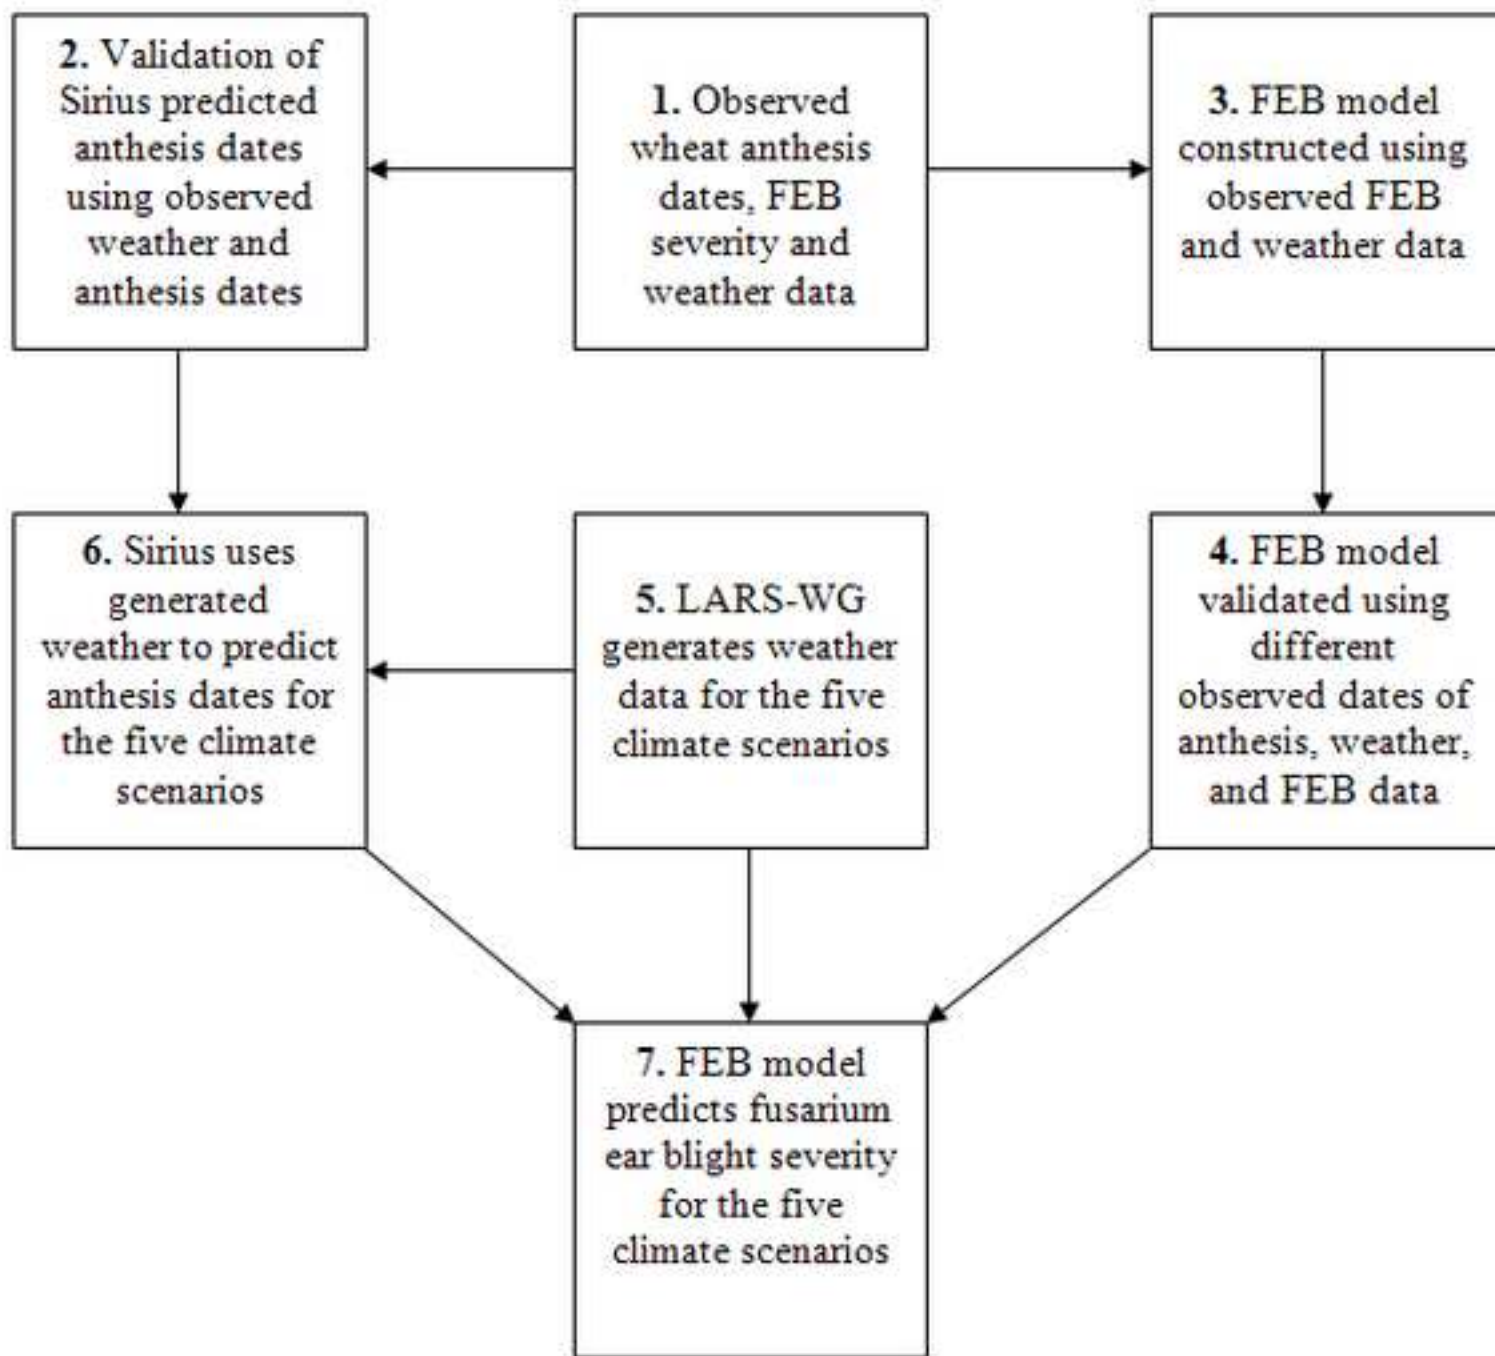 2. Validation of
Sirius predicted
anthesis dates
using observed
weather and
anthesis dates
1. Observed
wheat anthesis
dates, FEB
severity and
weather data
3. FEB model
constructed using
observed FEB
and weather data
6. Sirius uses
generated
weather to predict
anthesis dates for
the five climate
scenarios
5. LARS-WG
generates weather
data for the five
climate scenarios
4. FEB model
validated using
different
observed dates of
anthesis, weather,
and FEB data
7. FEB model
predicts fusarium
ear blight severity
for the five
climate scenarios